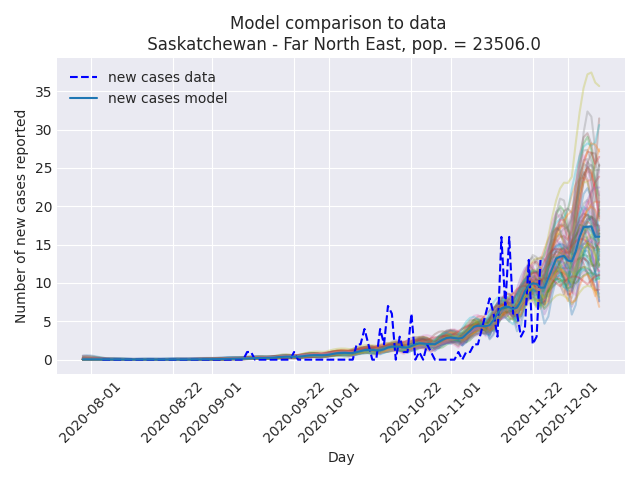 Model comparison to data
Saskatchewan - Far North East, pop. = 23506.0
new cases data
new cases model
Number of new cases reported
35
30
25
20
15
10
5
0
2020-08-01
2020-08-22
2020-09-01
2020-09-22
2020-10-01
2020-10-22
2020-11-01
2020-11-22
2020-12-01
Day